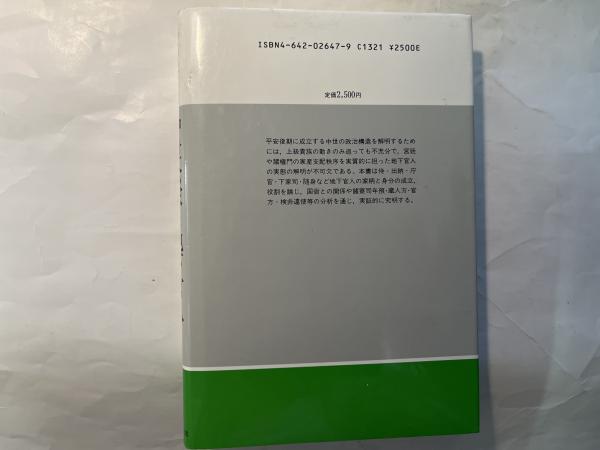 ISBN4-642-02647-9 C1321 ¥2500E
定価2,500円
平安後期に成立する中世の政治構造を解明するため
には、上級貴族の動きのみ追っても不充分で、宮廷
や諸権門の家産支配秩序を実質的に担った地下官人
の実態の解明が不可欠である。本書は侍・出納・庁
官・下家司・随身など地下官人の家柄と身分の成立、
役割を論じ、国衙との関係や諸寮司年預・蔵人方・官
方・検非違使等の分析を通じ、実証的に究明する。